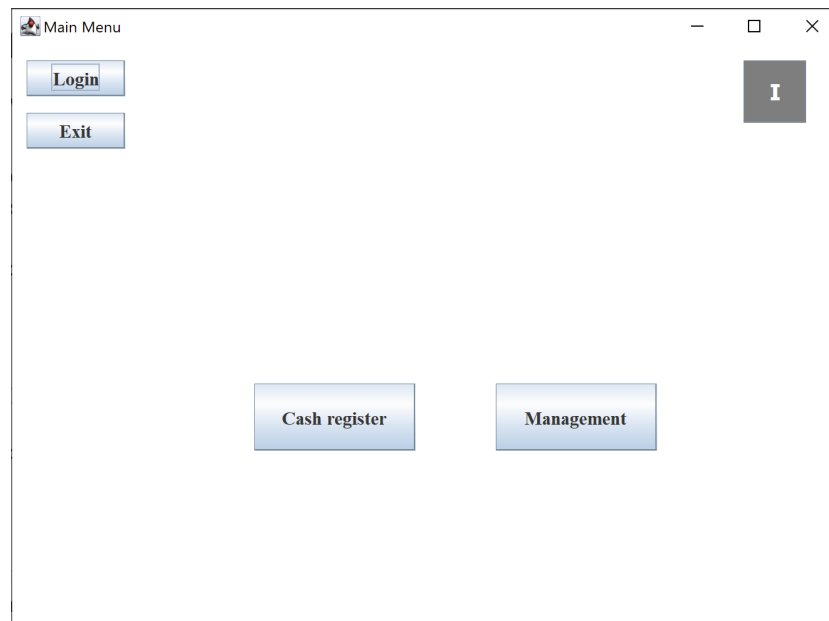 Main Menu
Login
I
Exit
Cash register
Management